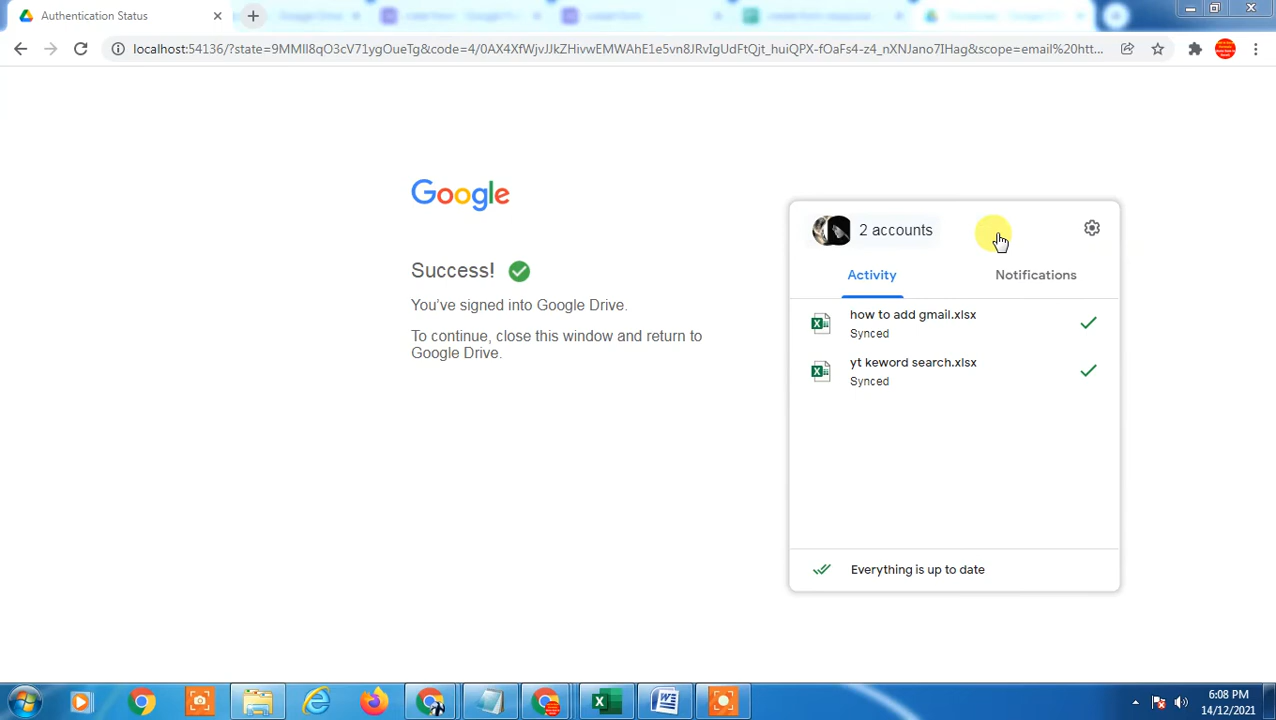 Authentication Status
localhost:54136/?state=9MMIl8qO3cV71ygOueTg&code=4/0AX4XfWjvJJkZHivwEMWAhE1e5vn8JRvIgUdFtQjt_huiQPX-fOaFs4-z4_nXNJano7IH6g&scope=email%20htt...
Google
2 accounts
Success!
Activity
Notifications
You've signed into Google Drive.
how to add gmail.xlsx
Synced
To continue, close this window and return to
Google Drive.
yt keword search.xlsx
Synced
Everything is up to date
6:08 PM
14/12/2021